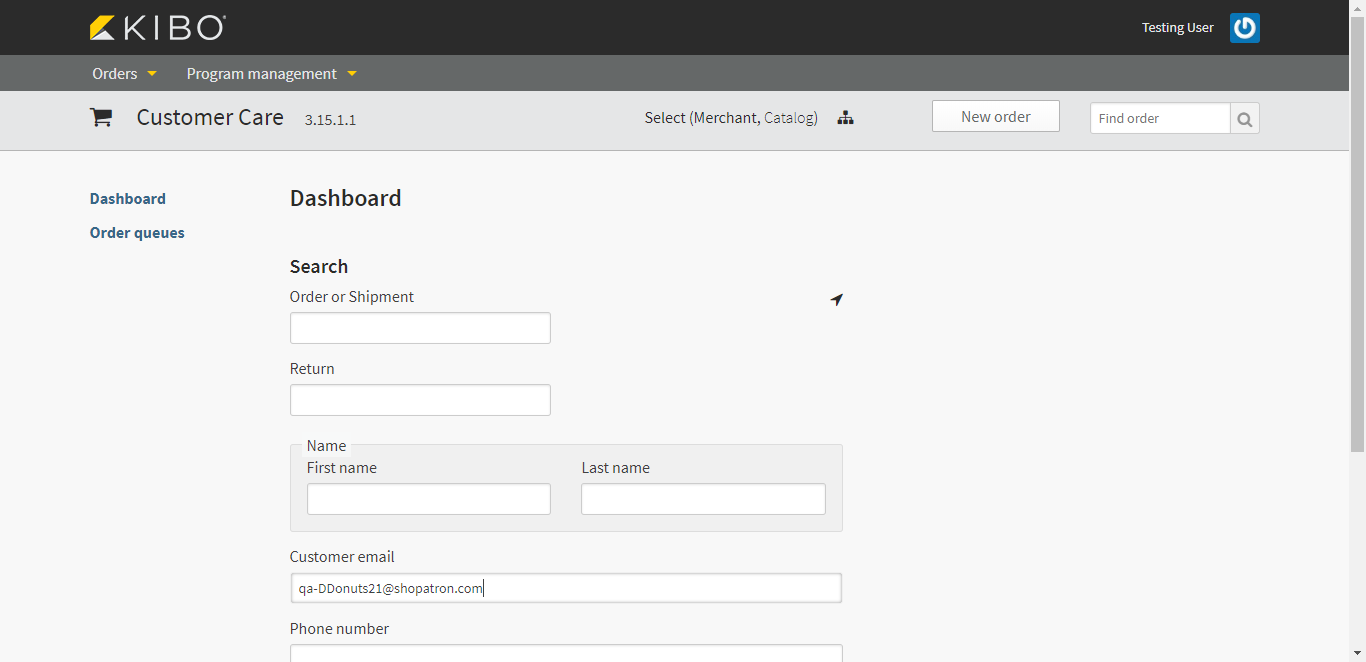 KIBO
Testing User
Orders Program management
Customer Care 3.15.1.1 Select (Merchant, Catalog) New order Find order
Dashboard
Order queues
Dashboard
Search
Order or Shipment
Return
Name
First name Last name
Customer email
qa-DDonuts21@shopatron.com
Phone number